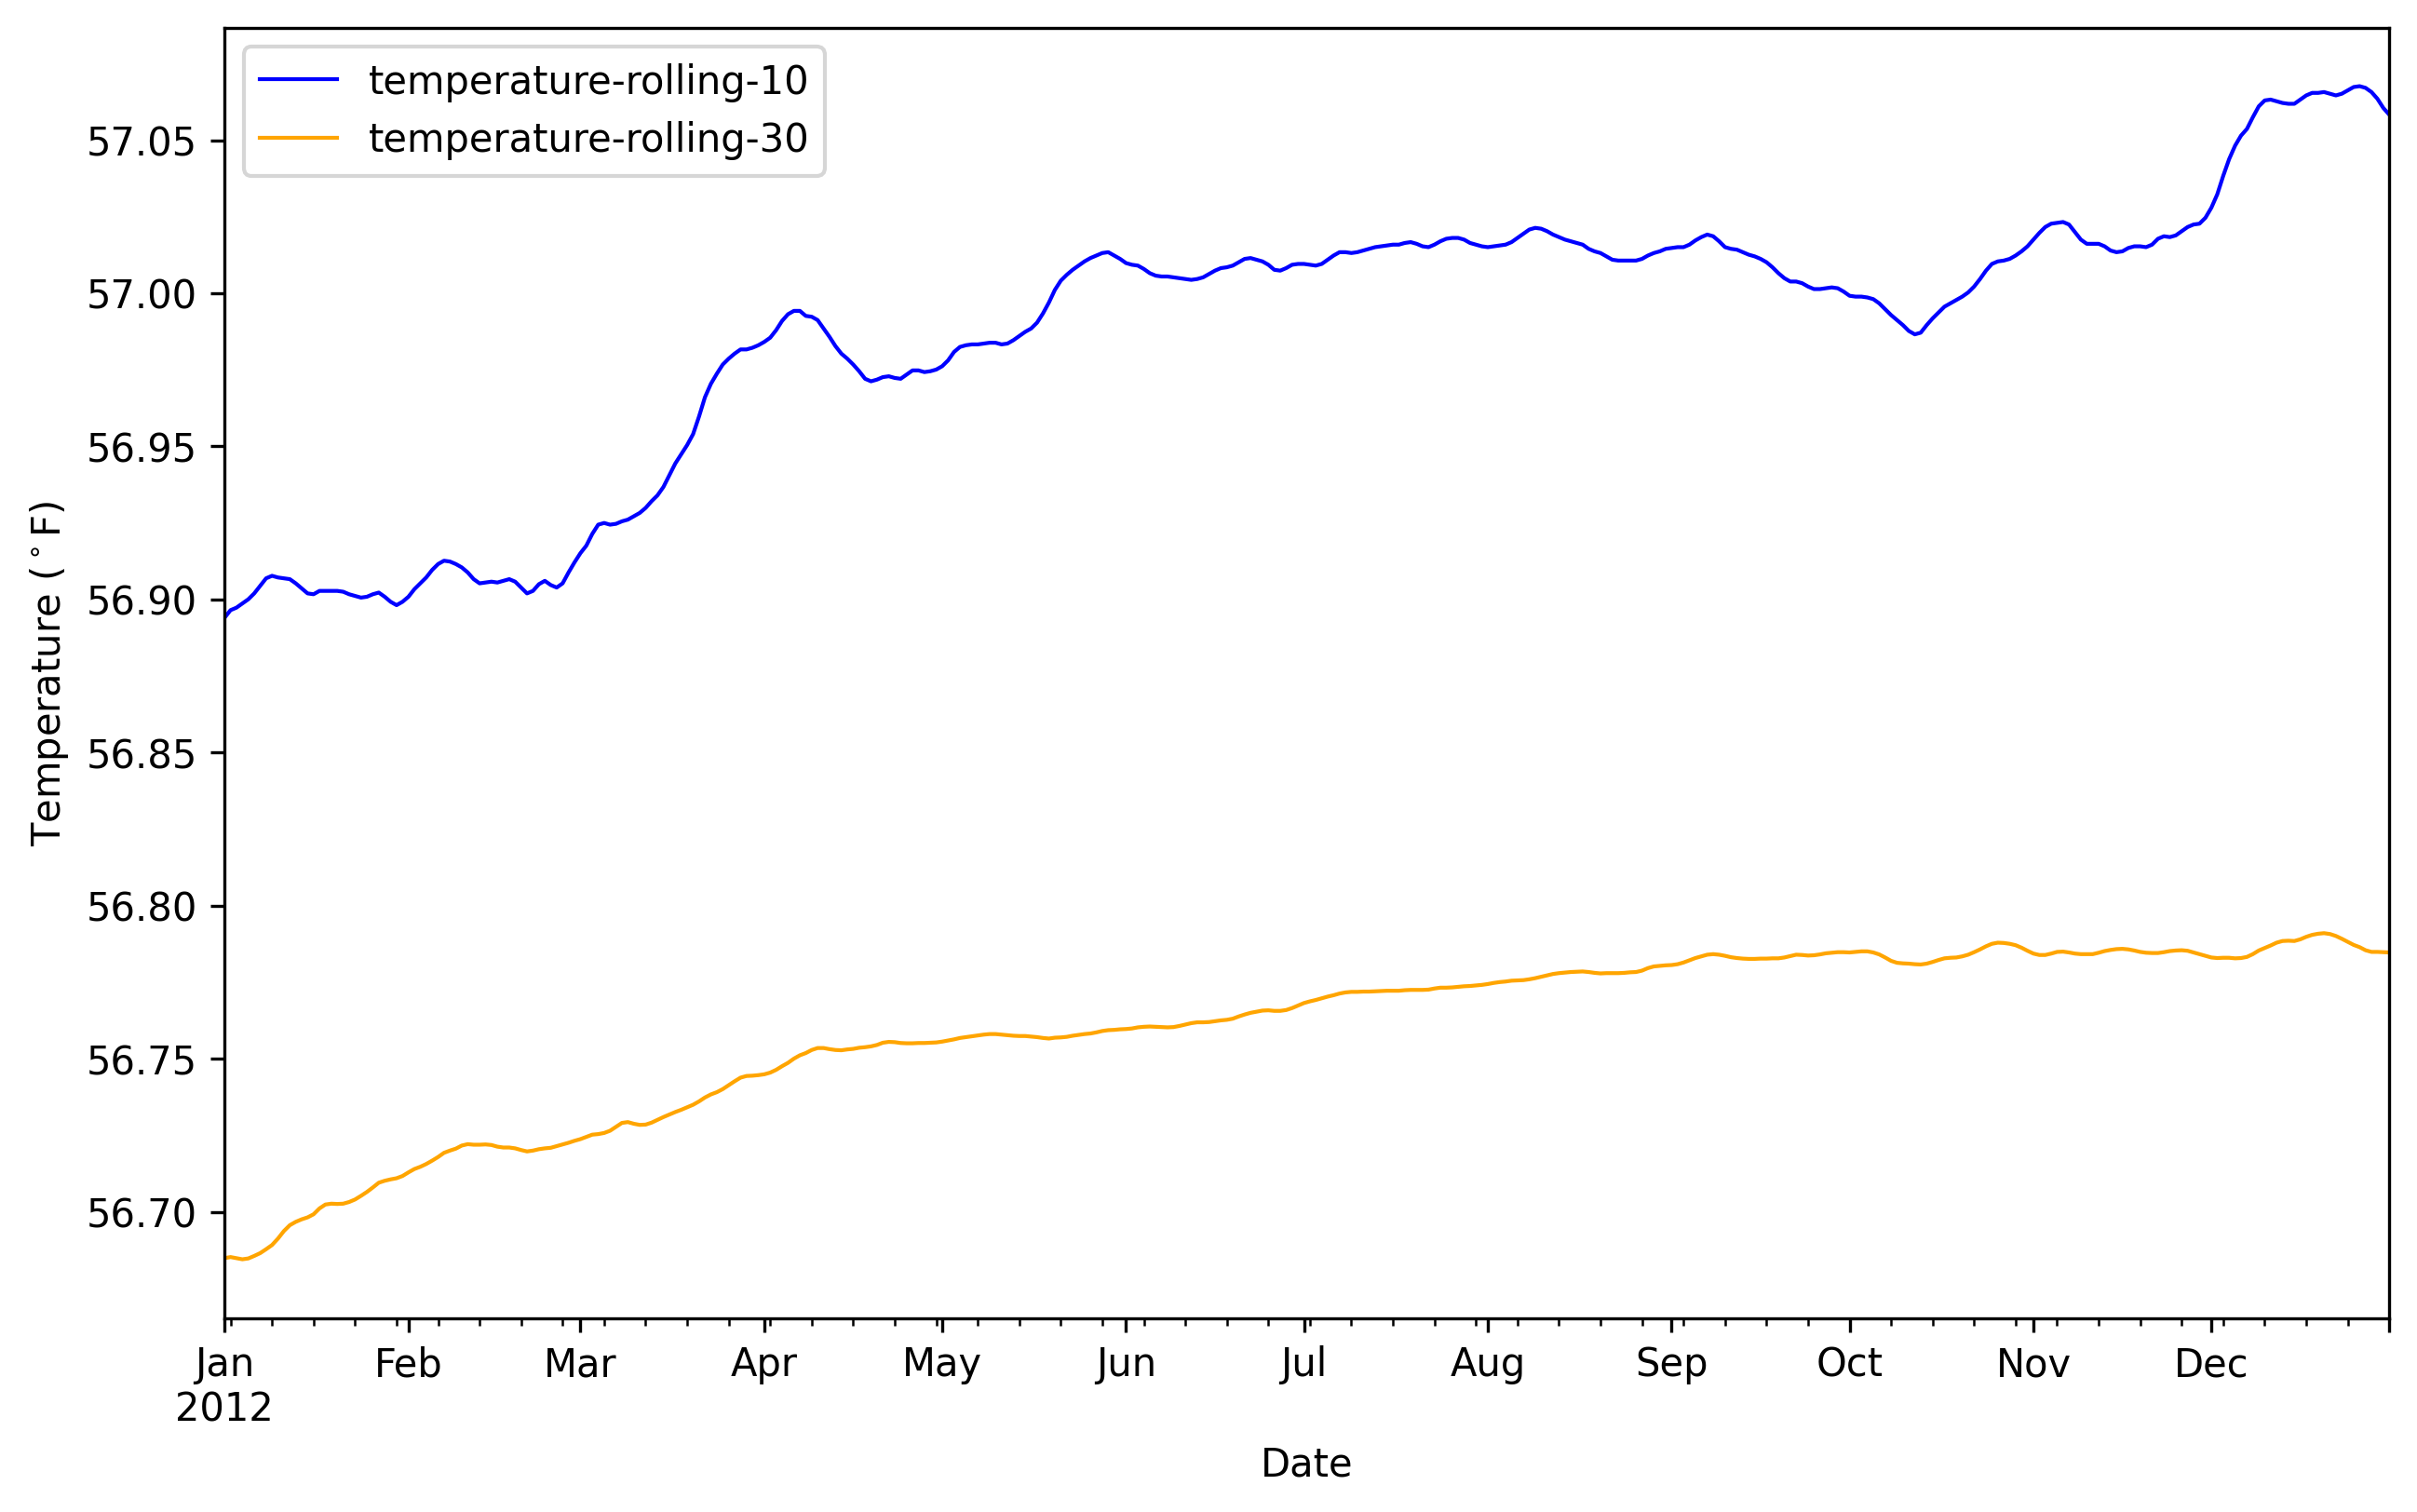 temperature-rolling-10
temperature-rolling-30
57.05
57.00
56.95
56.90
56.85
56.80
56.75
56.70
Temperature (°F)
Jan Feb Mar Apr May Jun Jul Aug Sep Oct Nov Dec
2012
Date